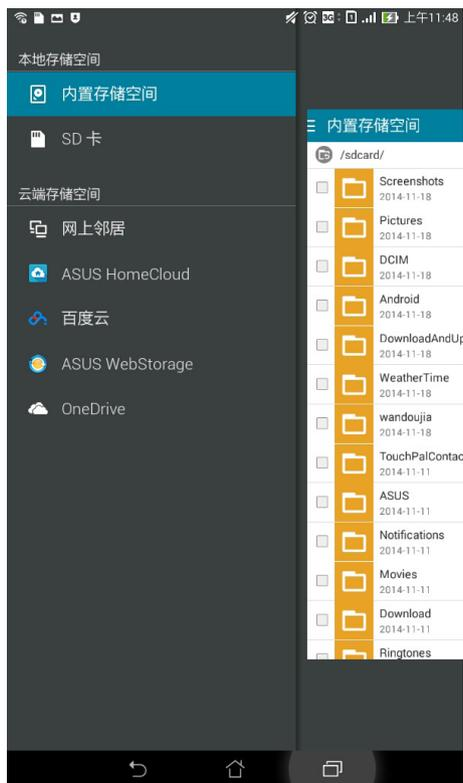 3G
1
上午11:48
本地存储空间
内置存储空间
SD 卡
云端存储空间
网上邻居
ASUS HomeCloud
百度云
ASUS WebStorage
OneDrive
内置存储空间
/sdcard/
Screenshots
2014-11-18
Pictures
2014-11-18
DCIM
2014-11-18
Android
2014-11-18
DownloadAndUp
2014-11-18
WeatherTime
2014-11-18
wandoujia
2014-11-18
TouchPalContac
2014-11-11
ASUS
2014-11-11
Notifications
2014-11-11
Movies
2014-11-11
Download
2014-11-11
Ringtones